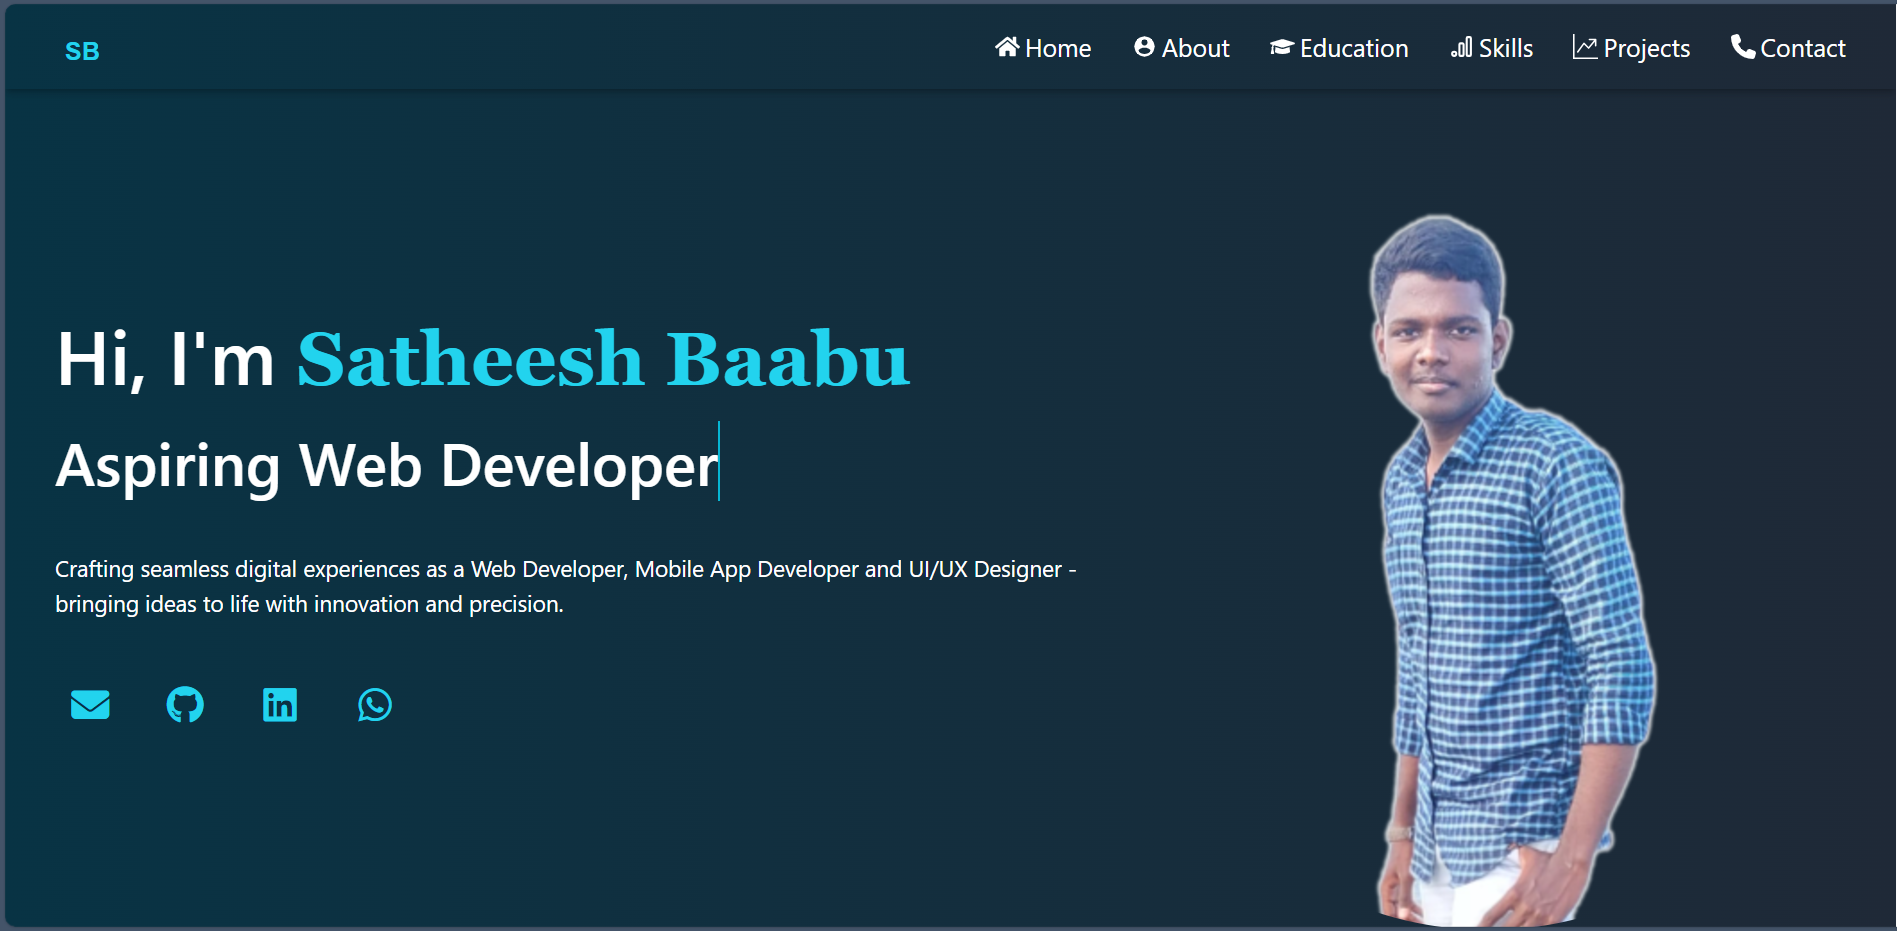 SB
Home About Education Skills Projects Contact
Hi, I'm Satheesh Baabu
Aspiring Web Developer
Crafting seamless digital experiences as a Web Developer, Mobile App Developer and UI/UX Designer -
bringing ideas to life with innovation and precision.
in